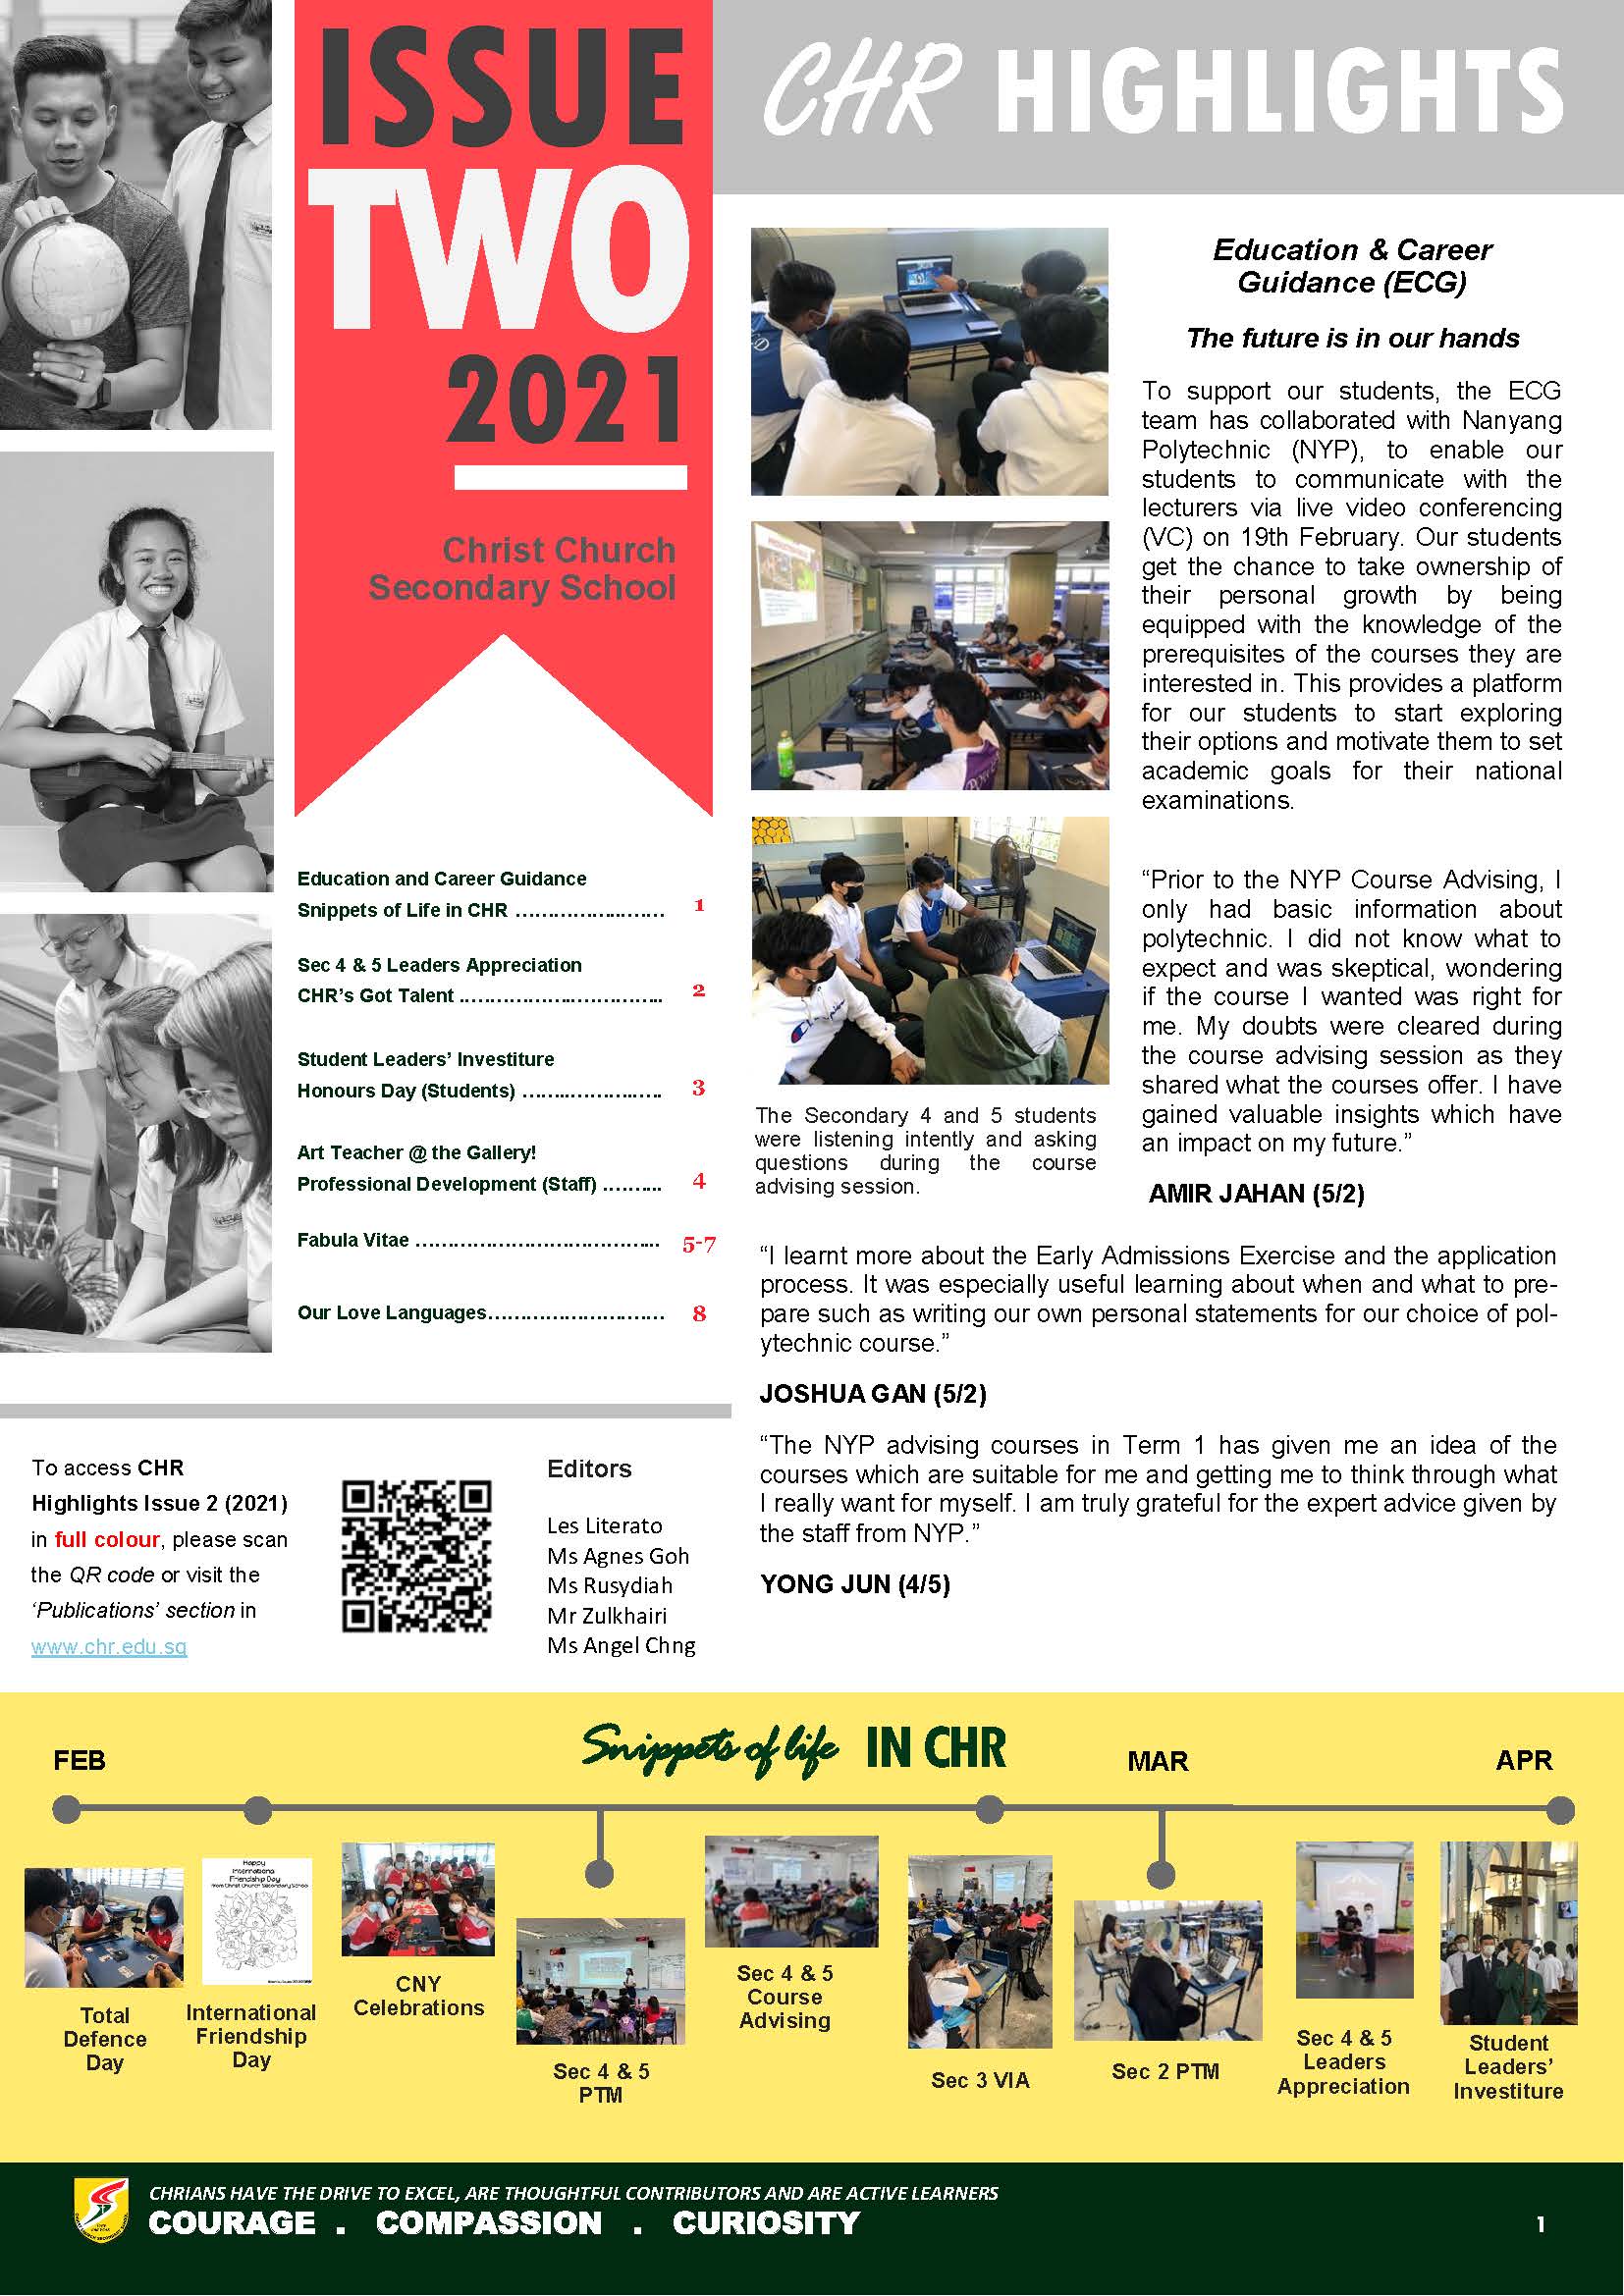 ISSUE
TWO
2021
Christ Church
Secondary School
CHR HIGHLIGHTS
Education and Career Guidance
Snippets of Life in CHR …………………… 1
Sec 4 & 5 Leaders Appreciation
CHR’s Got Talent ………………………….. 2
Student Leaders’ Investiture
Honours Day (Students) ………………….. 3
Art Teacher @ the Gallery!
Professional Development (Staff) ………. 4
Fabula Vitae ……………………………….. 5-7
Our Love Languages……………………… 8
To access CHR
Highlights Issue 2 (2021)
in full colour, please scan
the QR code or visit the
‘Publications’ section in
www.chr.edu.sg
Editors
Les Literato
Ms Agnes Goh
Ms Rusydiah
Mr Zulkhairi
Ms Angel Chng
The Secondary 4 and 5 students
were listening intently and asking
questions during the course
advising session.
Education & Career
Guidance (ECG)
The future is in our hands
To support our students, the ECG
team has collaborated with Nanyang
Polytechnic (NYP), to enable our
students to communicate with the
lecturers via live video conferencing
(VC) on 19th February. Our students
get the chance to take ownership of
their personal growth by being
equipped with the knowledge of the
prerequisites of the courses they are
interested in. This provides a platform
for our students to start exploring
their options and motivate them to set
academic goals for their national
examinations.
“Prior to the NYP Course Advising, I
only had basic information about
polytechnic. I did not know what to
expect and was skeptical, wondering
if the course I wanted was right for
me. My doubts were cleared during
the course advising session as they
shared what the courses offer. I have
gained valuable insights which have
an impact on my future.”
AMIR JAHAN (5/2)
“I learnt more about the Early Admissions Exercise and the application
process. It was especially useful learning about when and what to pre-
pare such as writing our own personal statements for our choice of pol-
ytechnic course.”
JOSHUA GAN (5/2)
“The NYP advising courses in Term 1 has given me an idea of the
courses which are suitable for me and getting me to think through what
I really want for myself. I am truly grateful for the expert advice given by
the staff from NYP.”
YONG JUN (4/5)
Snippets of life IN CHR
FEB
MAR
APR
Total
Defence
Day
Happy
International
Friendship Day
from Christ Church Secondary School
International
Friendship
Day
CNY
Celebrations
Sec 4 & 5
PTM
Sec 4 & 5
Course
Advising
Sec 3 VIA
Sec 2 PTM
Sec 4 & 5
Leaders
Appreciation
Student
Leaders’
Investiture
CHRIANS HAVE THE DRIVE TO EXCEL, ARE THOUGHTFUL CONTRIBUTORS AND ARE ACTIVE LEARNERS
COURAGE . COMPASSION . CURIOSITY
1